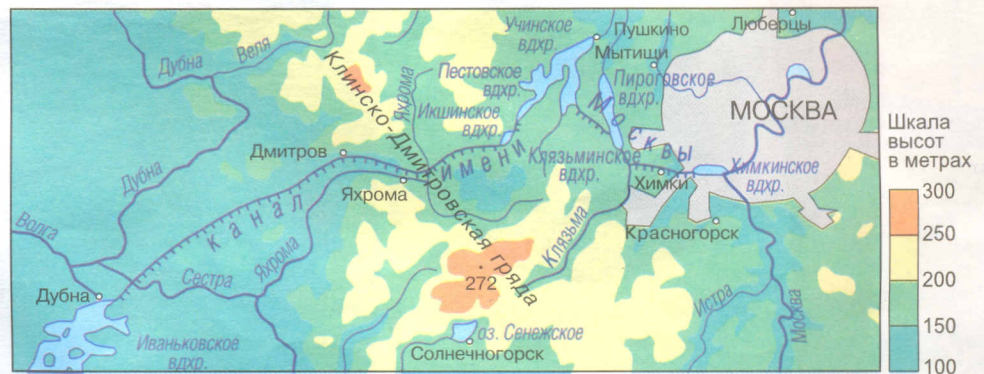 Учинское
вдхр.
Пушкино
Мытищи
Люберцы
Дубна
Веля
Клинско-Дмитровская гряда
Яхрома
Пестовское
вдхр.
Икшинское
вдхр.
Пироговское
вдхр.
МОСКВА
Шкала
высот
в метрах
300
250
200
150
100
Дмитров
Яхрома
канал имени Москвы
Клязьминское
вдхр.
Химки
Химкинское
вдхр.
Дубна
Волга
Сестра
Яхрома
Клязьма
Красногорск
272
Дубна
Иваньковское
вдхр.
оз. Сенежское
Солнечногорск
Истра
Москва